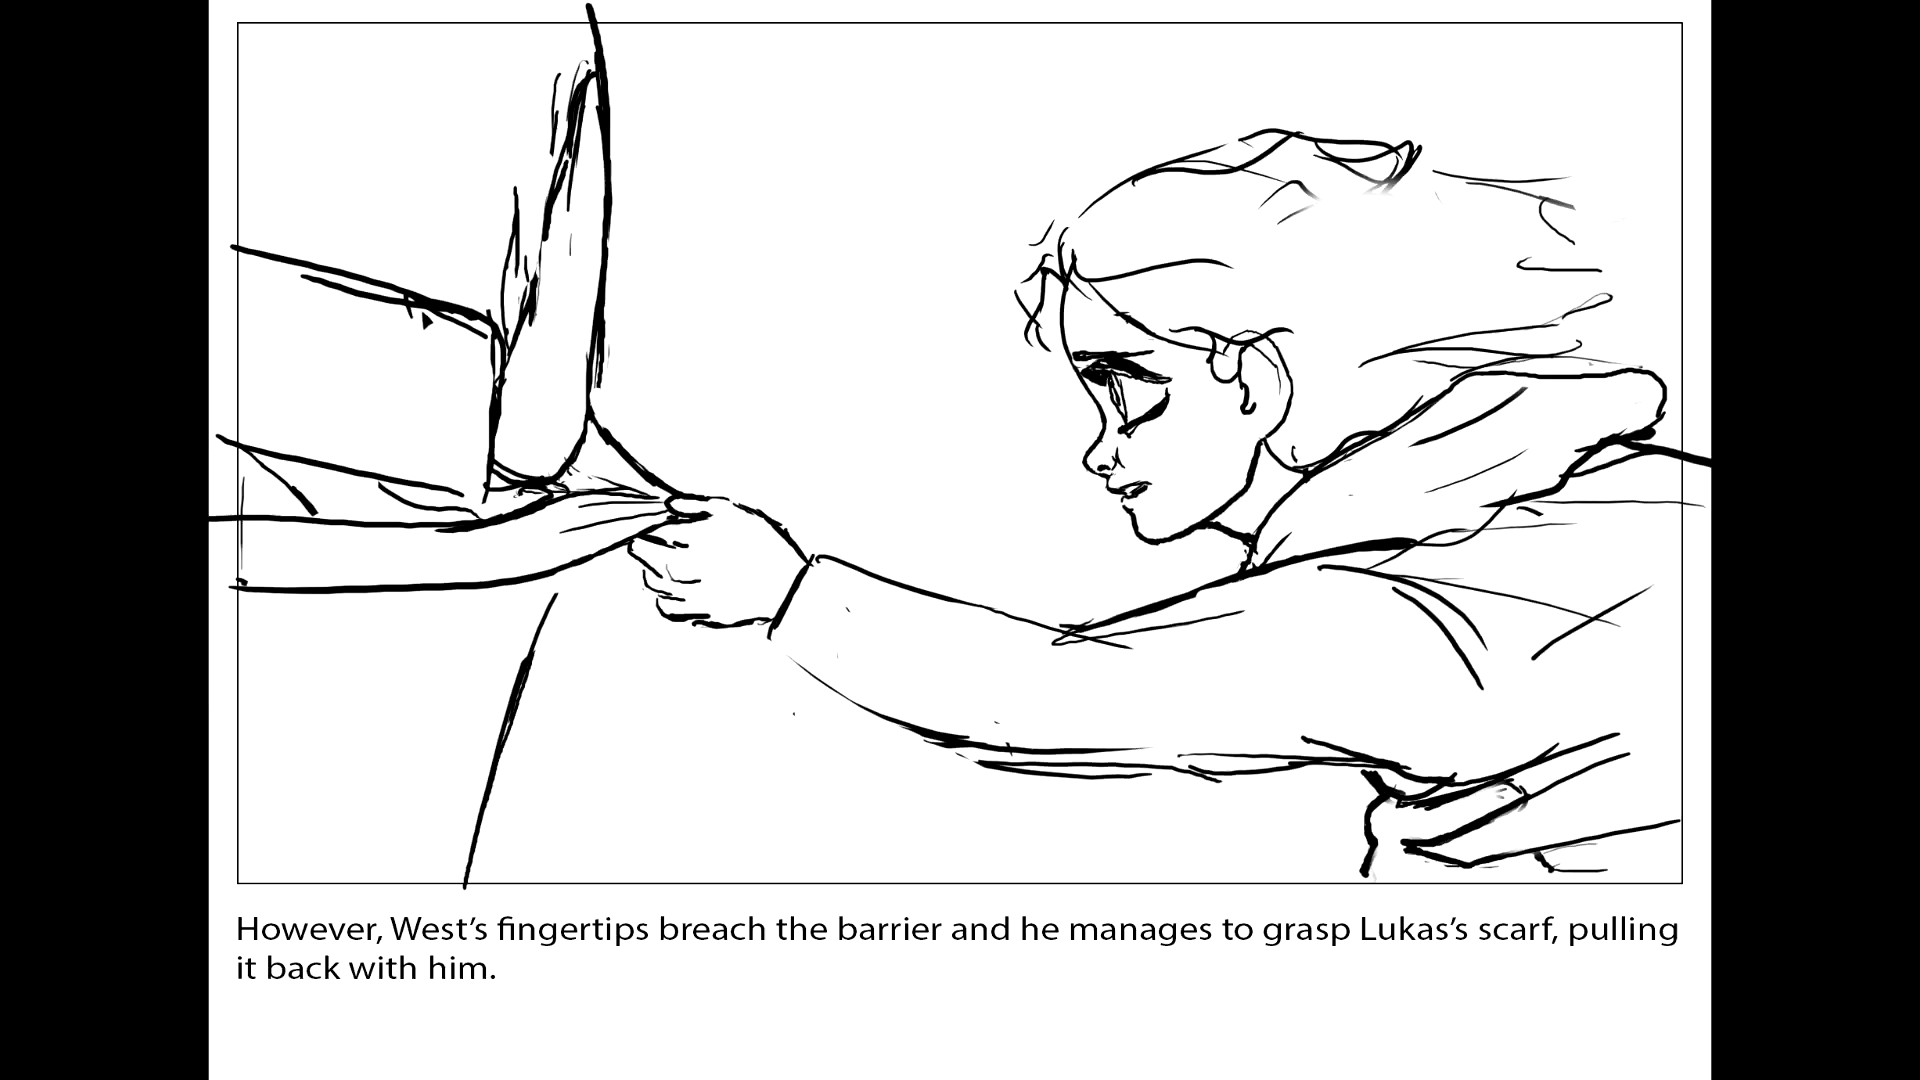 However, West’s fingertips breach the barrier and he manages to grasp Lukas’s scarf, pulling
it back with him.